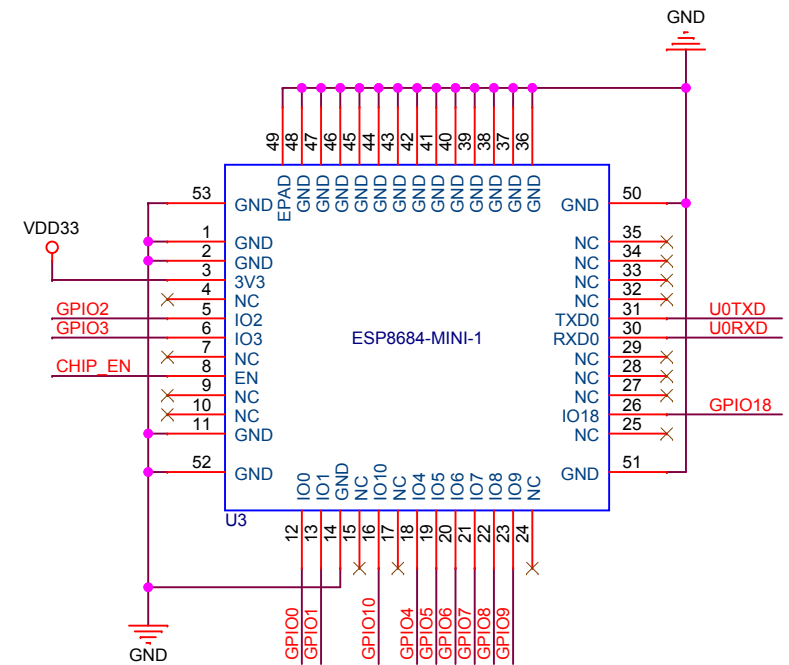 GND
49
48
47
46
45
44
43
42
41
40
39
38
37
36
EPAD
GND
GND
GND
GND
GND
GND
GND
GND
GND
GND
GND
GND
GND
53
GND
GND
50
VDD33
1
GND
NC
35
2
GND
NC
34
3
3V3
NC
33
4
NC
NC
32
GPIO2
5
IO2
TXD0
31
U0TXD
GPIO3
6
IO3
ESP8684-MINI-1
RXD0
30
U0RXD
7
NC
NC
29
CHIP_EN
8
EN
NC
28
9
NC
NC
27
10
NC
IO18
26
GPIO18
11
GND
NC
25
52
GND
GND
51
IO0
IO1
GND
NC
IO10
NC
IO4
IO5
IO6
IO7
IO8
IO9
NC
U3
12
13
14
15
16
17
18
19
20
21
22
23
24
GPIO0
GPIO1
GPIO10
GPIO4
GPIO5
GPIO6
GPIO7
GPIO8
GPIO9
GND